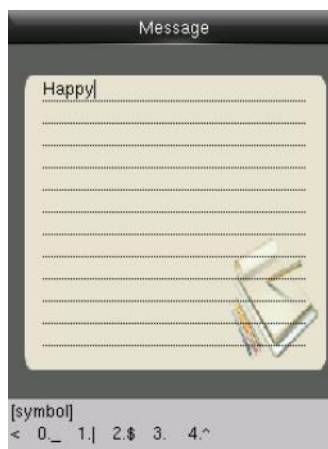 Message
Happy
[symbol]
< 0._ 1.| 2.$ 3. 4.^